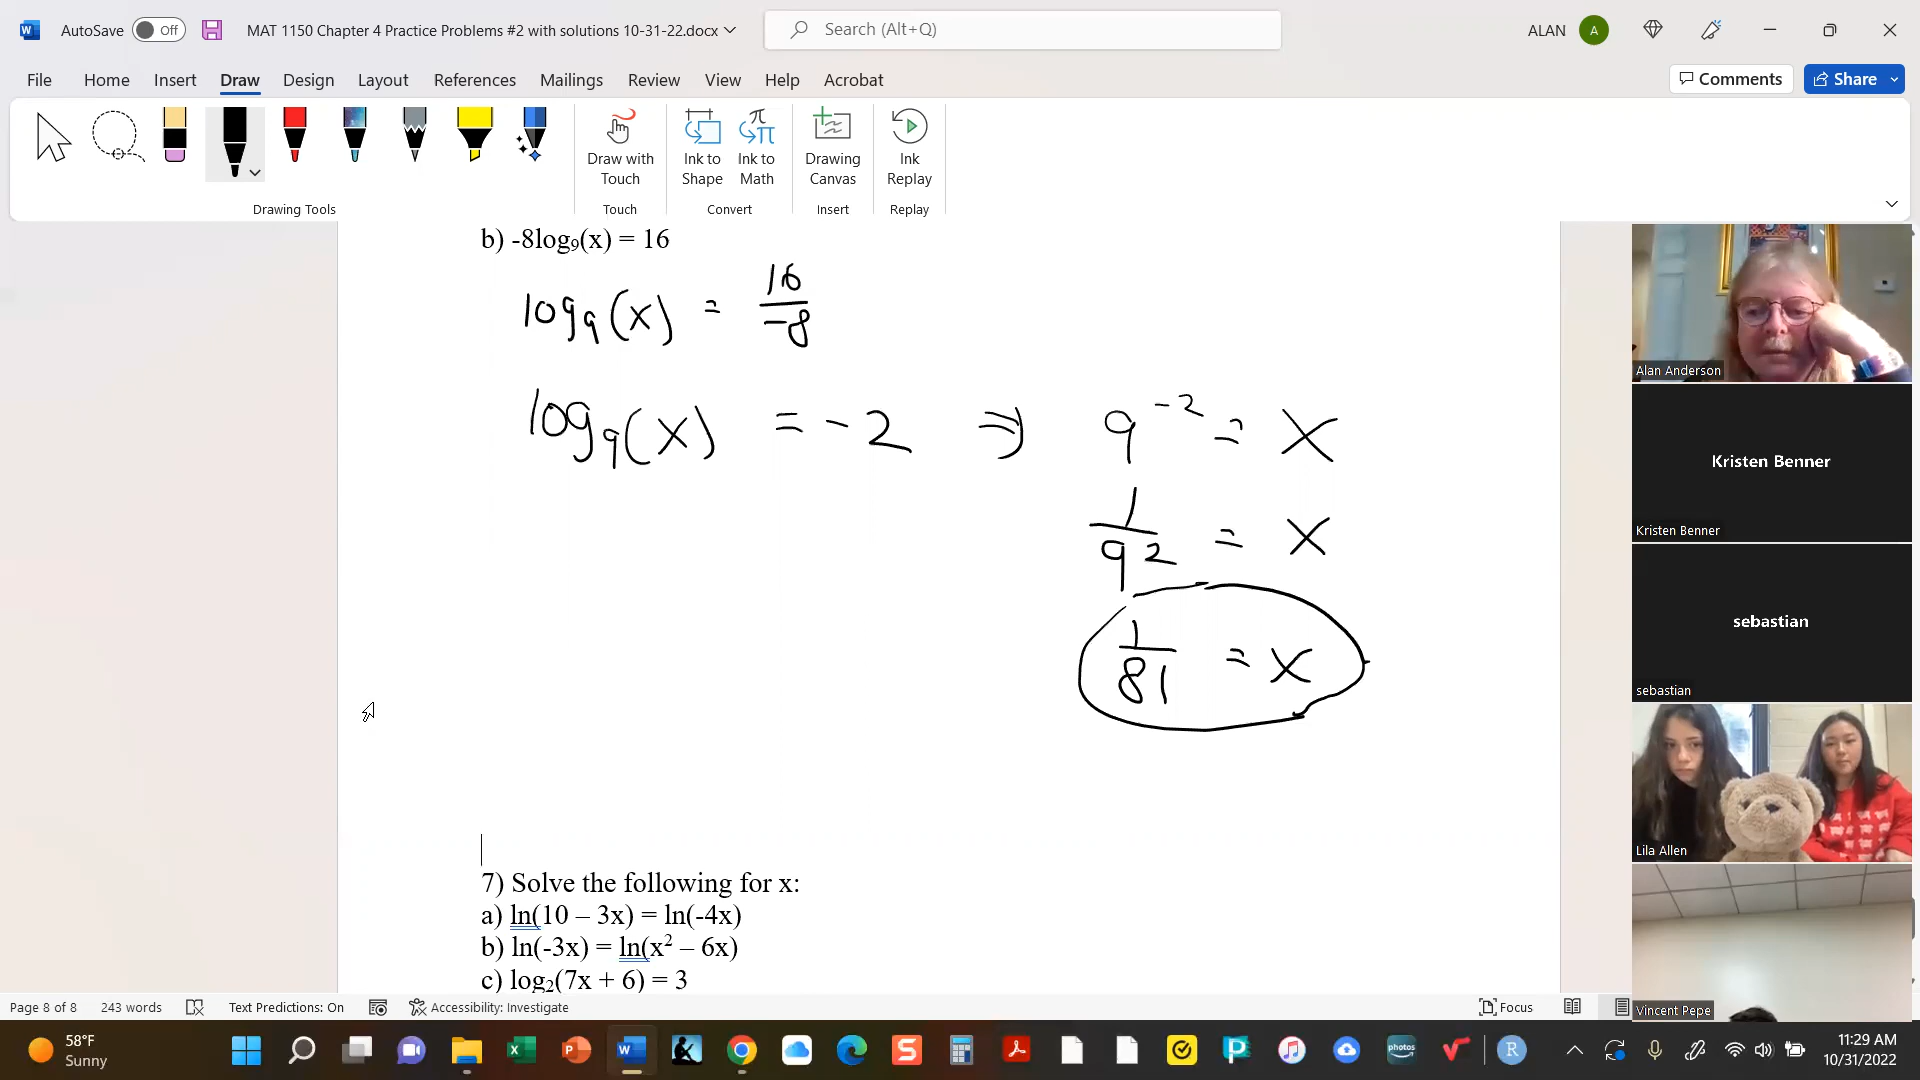 AutoSave Off MAT 1150 Chapter 4 Practice Problems #2 with solutions 10-31-22.docx Search (Alt+Q) ALAN A
File Home Insert Draw Design Layout References Mailings Review View Help Acrobat Comments Share
Draw with Touch
Ink to Shape
Ink to Math
Drawing Canvas
Ink Replay
Drawing Tools Touch Convert Insert Replay
b) -8log₉(x) = 16
log₉(x) = 16/-8
log₉(x) = -2 ⇒ 9⁻² = x
1/9² = x
1/81 = x
7) Solve the following for x:
a) ln(10 – 3x) = ln(-4x)
b) ln(-3x) = ln(x² – 6x)
c) log₂(7x + 6) = 3
Alan Anderson
Kristen Benner
Kristen Benner
sebastian
sebastian
Lila Allen
Vincent Pepe
Page 8 of 8 243 words Text Predictions: On Accessibility: Investigate Focus
58°F
Sunny
photos
R
11:29 AM
10/31/2022